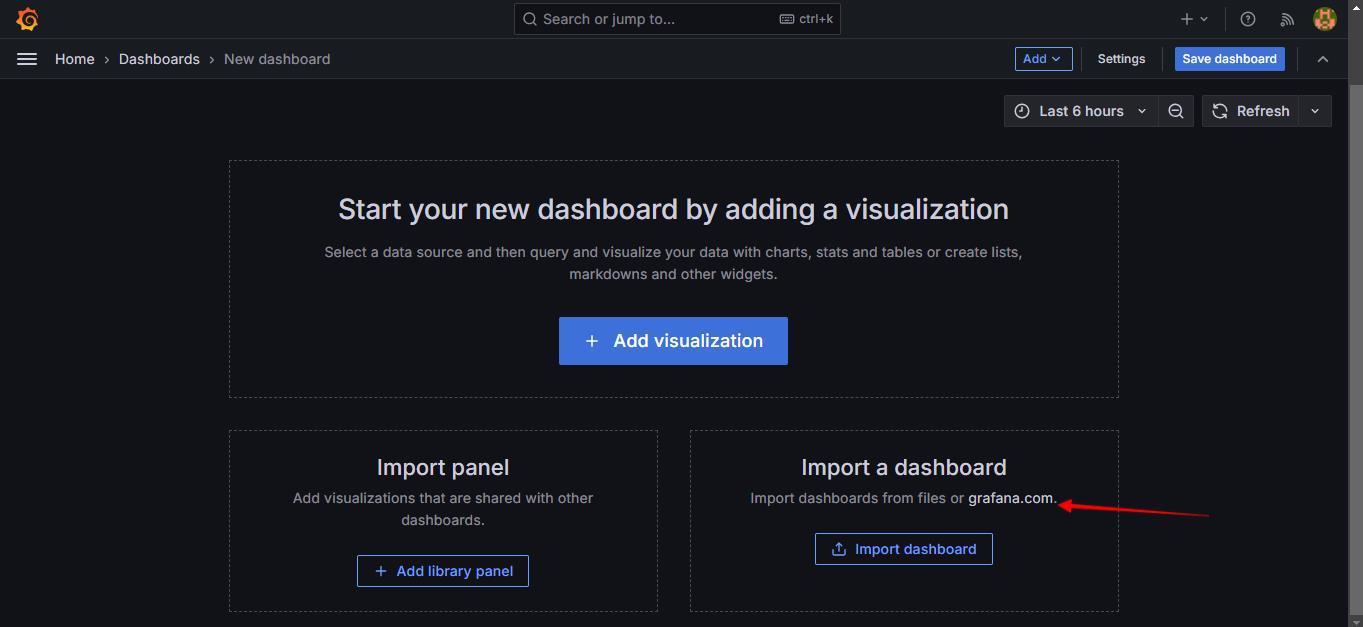 Search or jump to... ctrl+k
Home › Dashboards › New dashboard Add Settings Save dashboard
Last 6 hours Refresh
Start your new dashboard by adding a visualization
Select a data source and then query and visualize your data with charts, stats and tables or create lists,
markdowns and other widgets.
+ Add visualization
Import panel
Add visualizations that are shared with other
dashboards.
+ Add library panel
Import a dashboard
Import dashboards from files or grafana.com.
Import dashboard